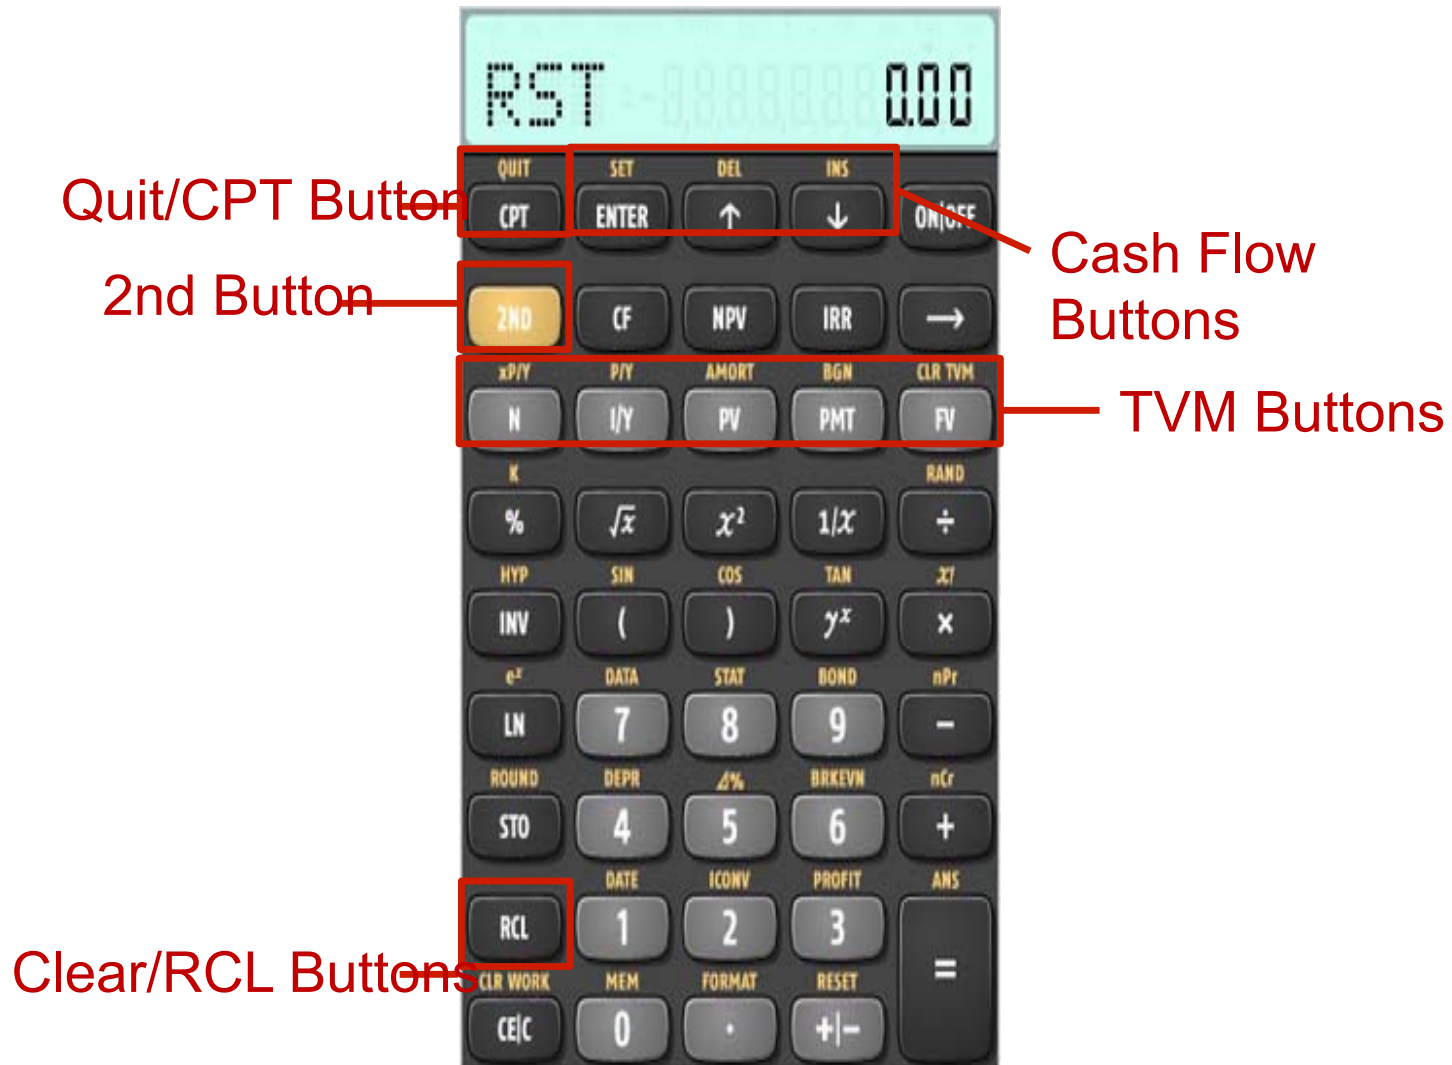 RST 0.00
QUIT SET DEL INS
Quit/CPT Button
CPT ENTER ↑ ↓ ON|OFF
Cash Flow
Buttons
2nd Button
2ND CF NPV IRR →
xP/Y P/Y AMORT BGN CLR TVM
N I/Y PV PMT FV
TVM Buttons
K RAND
% √x x² 1/x ÷
HYP SIN COS TAN x!
INV ( ) yˣ ×
eˣ DATA STAT BOND nPr
LN 7 8 9 −
ROUND DEPR Δ% BRKEVN nCr
STO 4 5 6 +
DATE ICONV PROFIT ANS
RCL 1 2 3
Clear/RCL Buttons
=
CLR WORK MEM FORMAT RESET
CE|C 0 . +|−